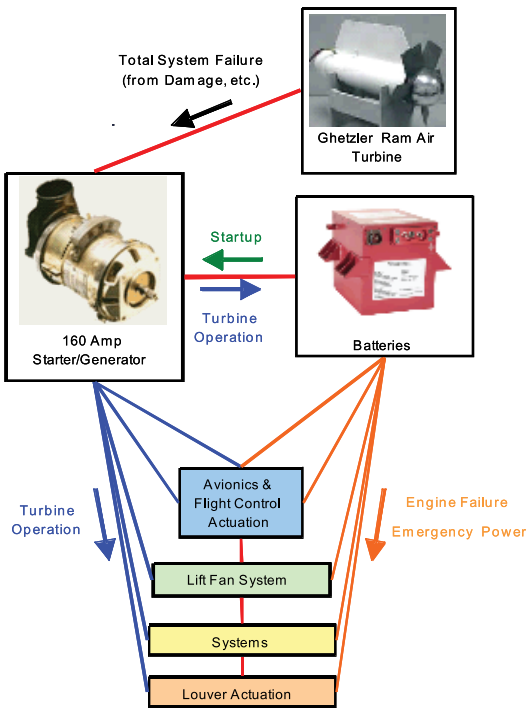 Total System Failure
(from Damage, etc.)
Ghetzler Ram Air
Turbine
Startup
Turbine
Operation
160 Amp
Starter/Generator
Batteries
Avionics &
Flight Control
Actuation
Turbine
Operation
Engine Failure
Emergency Power
Lift Fan System
Systems
Louver Actuation